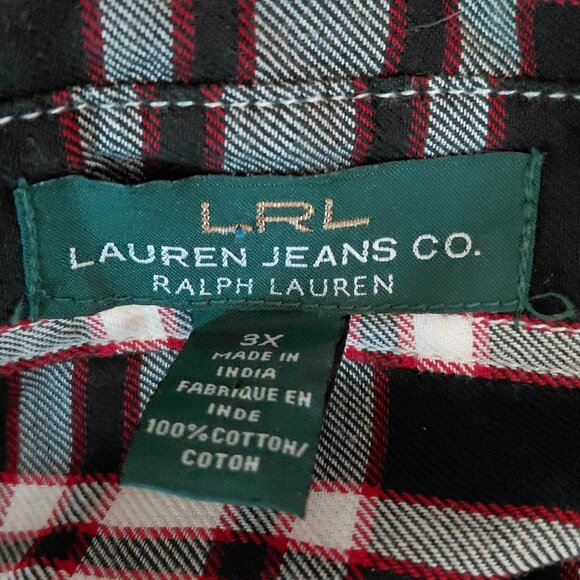 L.RL
LAUREN JEANS CO.
RALPH LAUREN
3X
MADE IN
INDIA
FABRIQUE EN
INDE
100% COTTON/
COTON